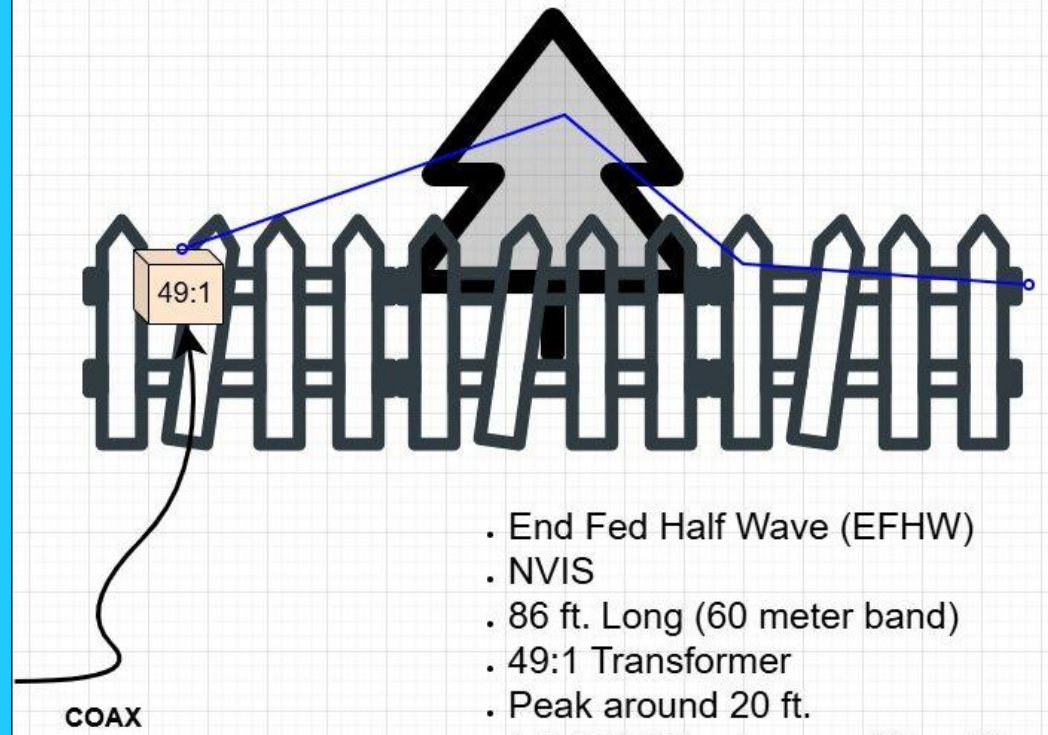 49:1
. End Fed Half Wave (EFHW)
. NVIS
. 86 ft. Long (60 meter band)
. 49:1 Transformer
. Peak around 20 ft.
COAX